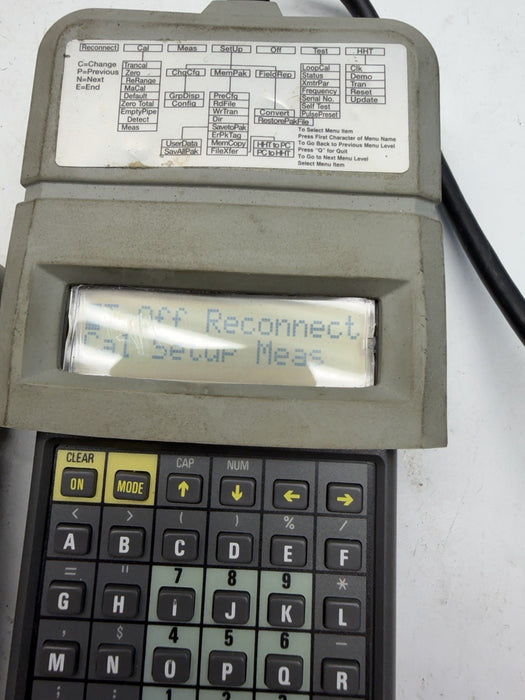 Reconnect Cal Meas SetUp Off Test HHT
C=Change
P=Previous
N=Next
E=End
Trancal
Zero
ReRange
MaCal
Default
Zero Total
EmptyPipe
Detect
Meas
ChgCfg MemPak FieldRep
GrpDisp
Config
PreCfg
RdFile
WrTran
Dir
SavetoPak
ErPkTag
MemCopy
FileXfer
UserData
SavAllPak
Convert
RestorePakFile
HHT to PC
PC to HHT
LoopCal
Status
XmtrPar
Frequency
Serial No.
Self Test
PulsePreset
Clk
Demo
Tran
Reset
Update
To Select Menu Item
Press First Character of Menu Name
To Go Back to Previous Menu Level
Press "Q" for Quit
To Go to Next Menu Level
Select Menu Item
Off Reconnect
Cal Setup Meas
CLEAR CAP NUM
ON MODE ↑ ↓ ← →
< > ( ) % /
A B C D E F
= " 7 8 9 *
G H I J K L
, $ 4 5 6 −
M N O P Q R
; : 1 2 3